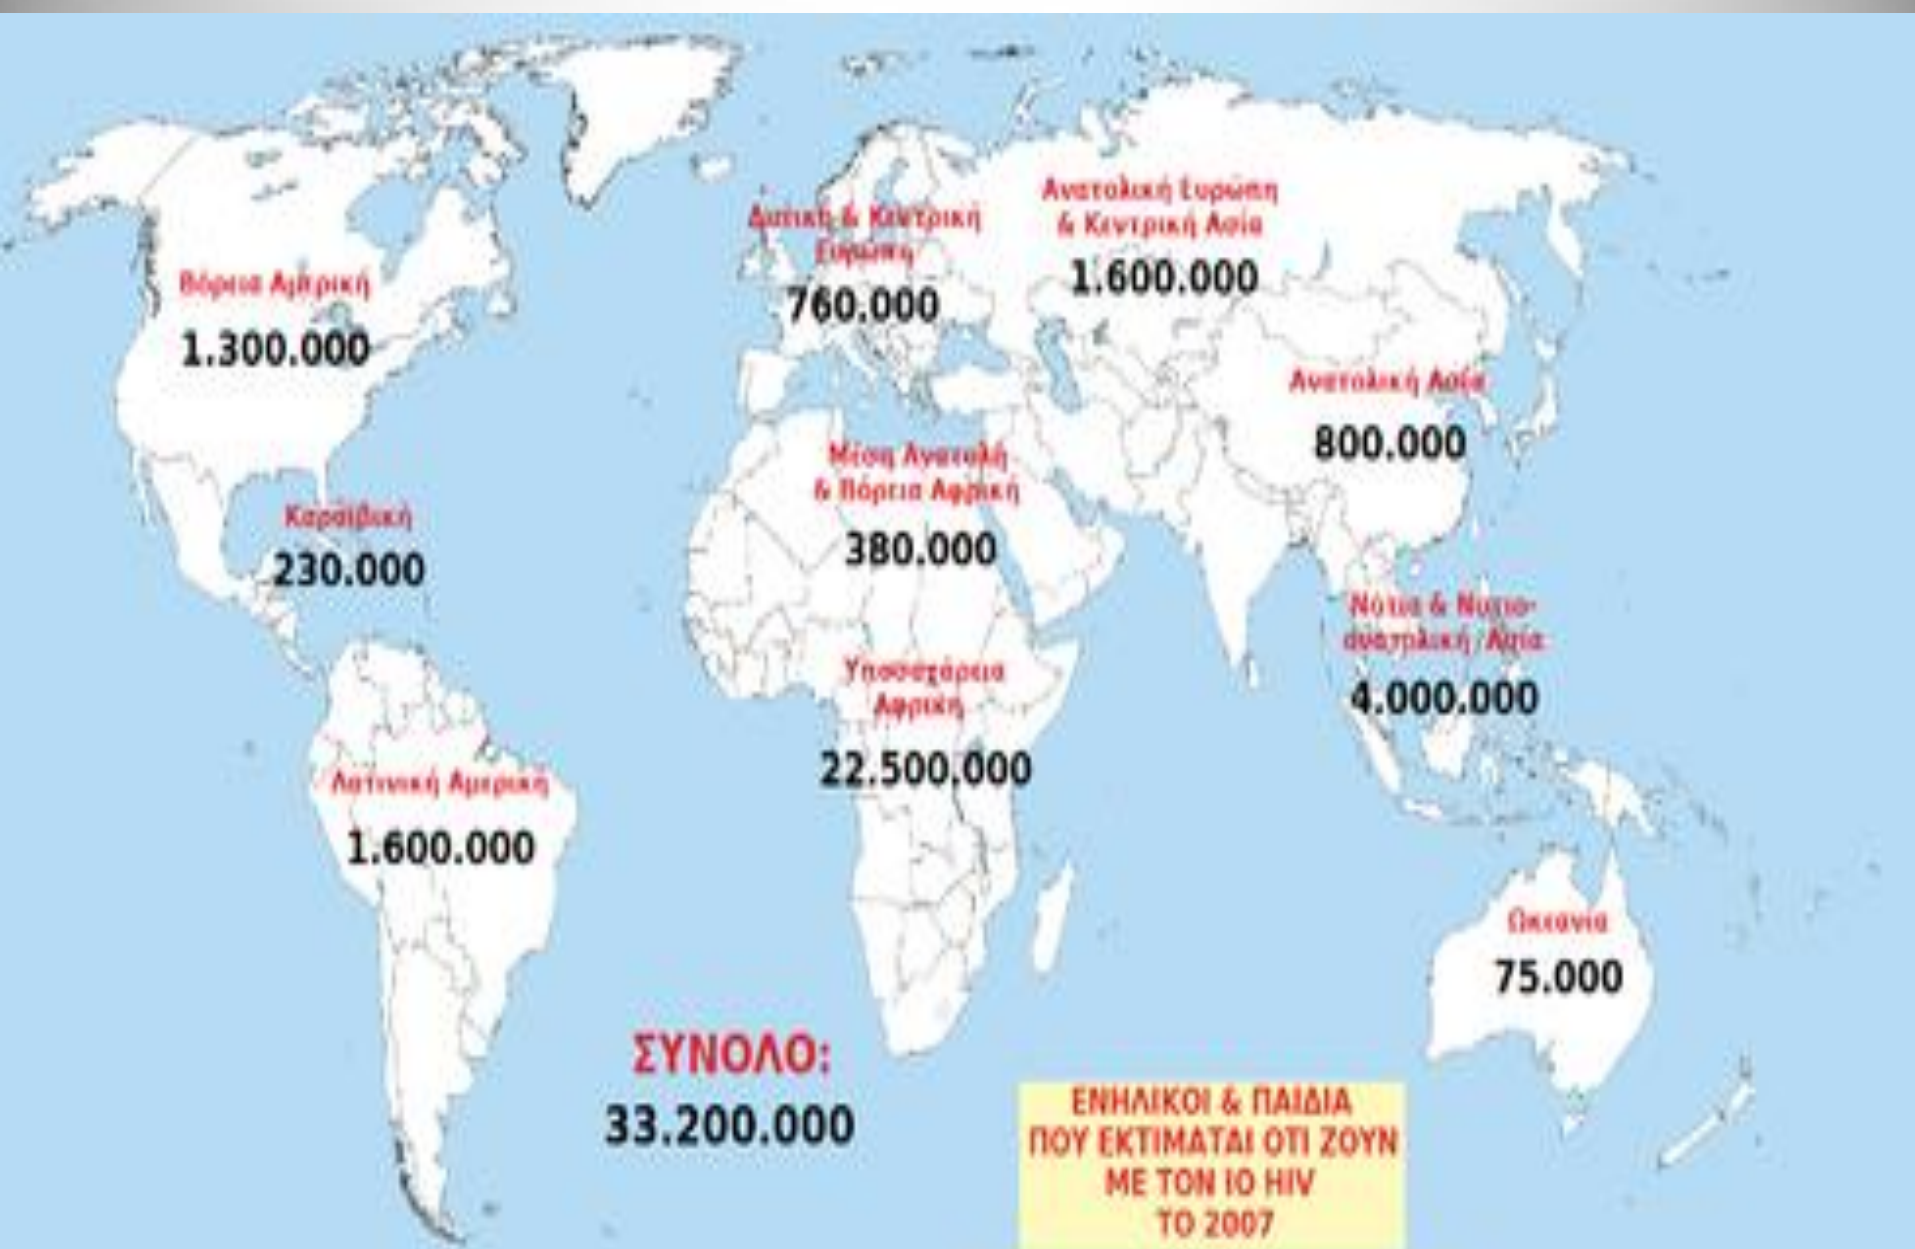 Ανατολική Ευρώπη
& Κεντρική Ασία
1.600.000
Δυτική & Κεντρική
Ευρώπη
760.000
Βόρεια Αμερική
1.300.000
Ανατολική Ασία
800.000
Μέση Ανατολή
& Βόρεια Αφρική
380.000
Καραϊβική
230.000
Νότια & Νοτιο-
ανατολική Ασία
4.000.000
Υποσαχάρεια
Αφρική
22.500.000
Λατινική Αμερική
1.600.000
Ωκεανία
75.000
ΣΥΝΟΛΟ:
33.200.000
ΕΝΗΛΙΚΟΙ & ΠΑΙΔΙΑ
ΠΟΥ ΕΚΤΙΜΑΤΑΙ ΟΤΙ ΖΟΥΝ
ΜΕ ΤΟΝ ΙΟ HIV
ΤΟ 2007